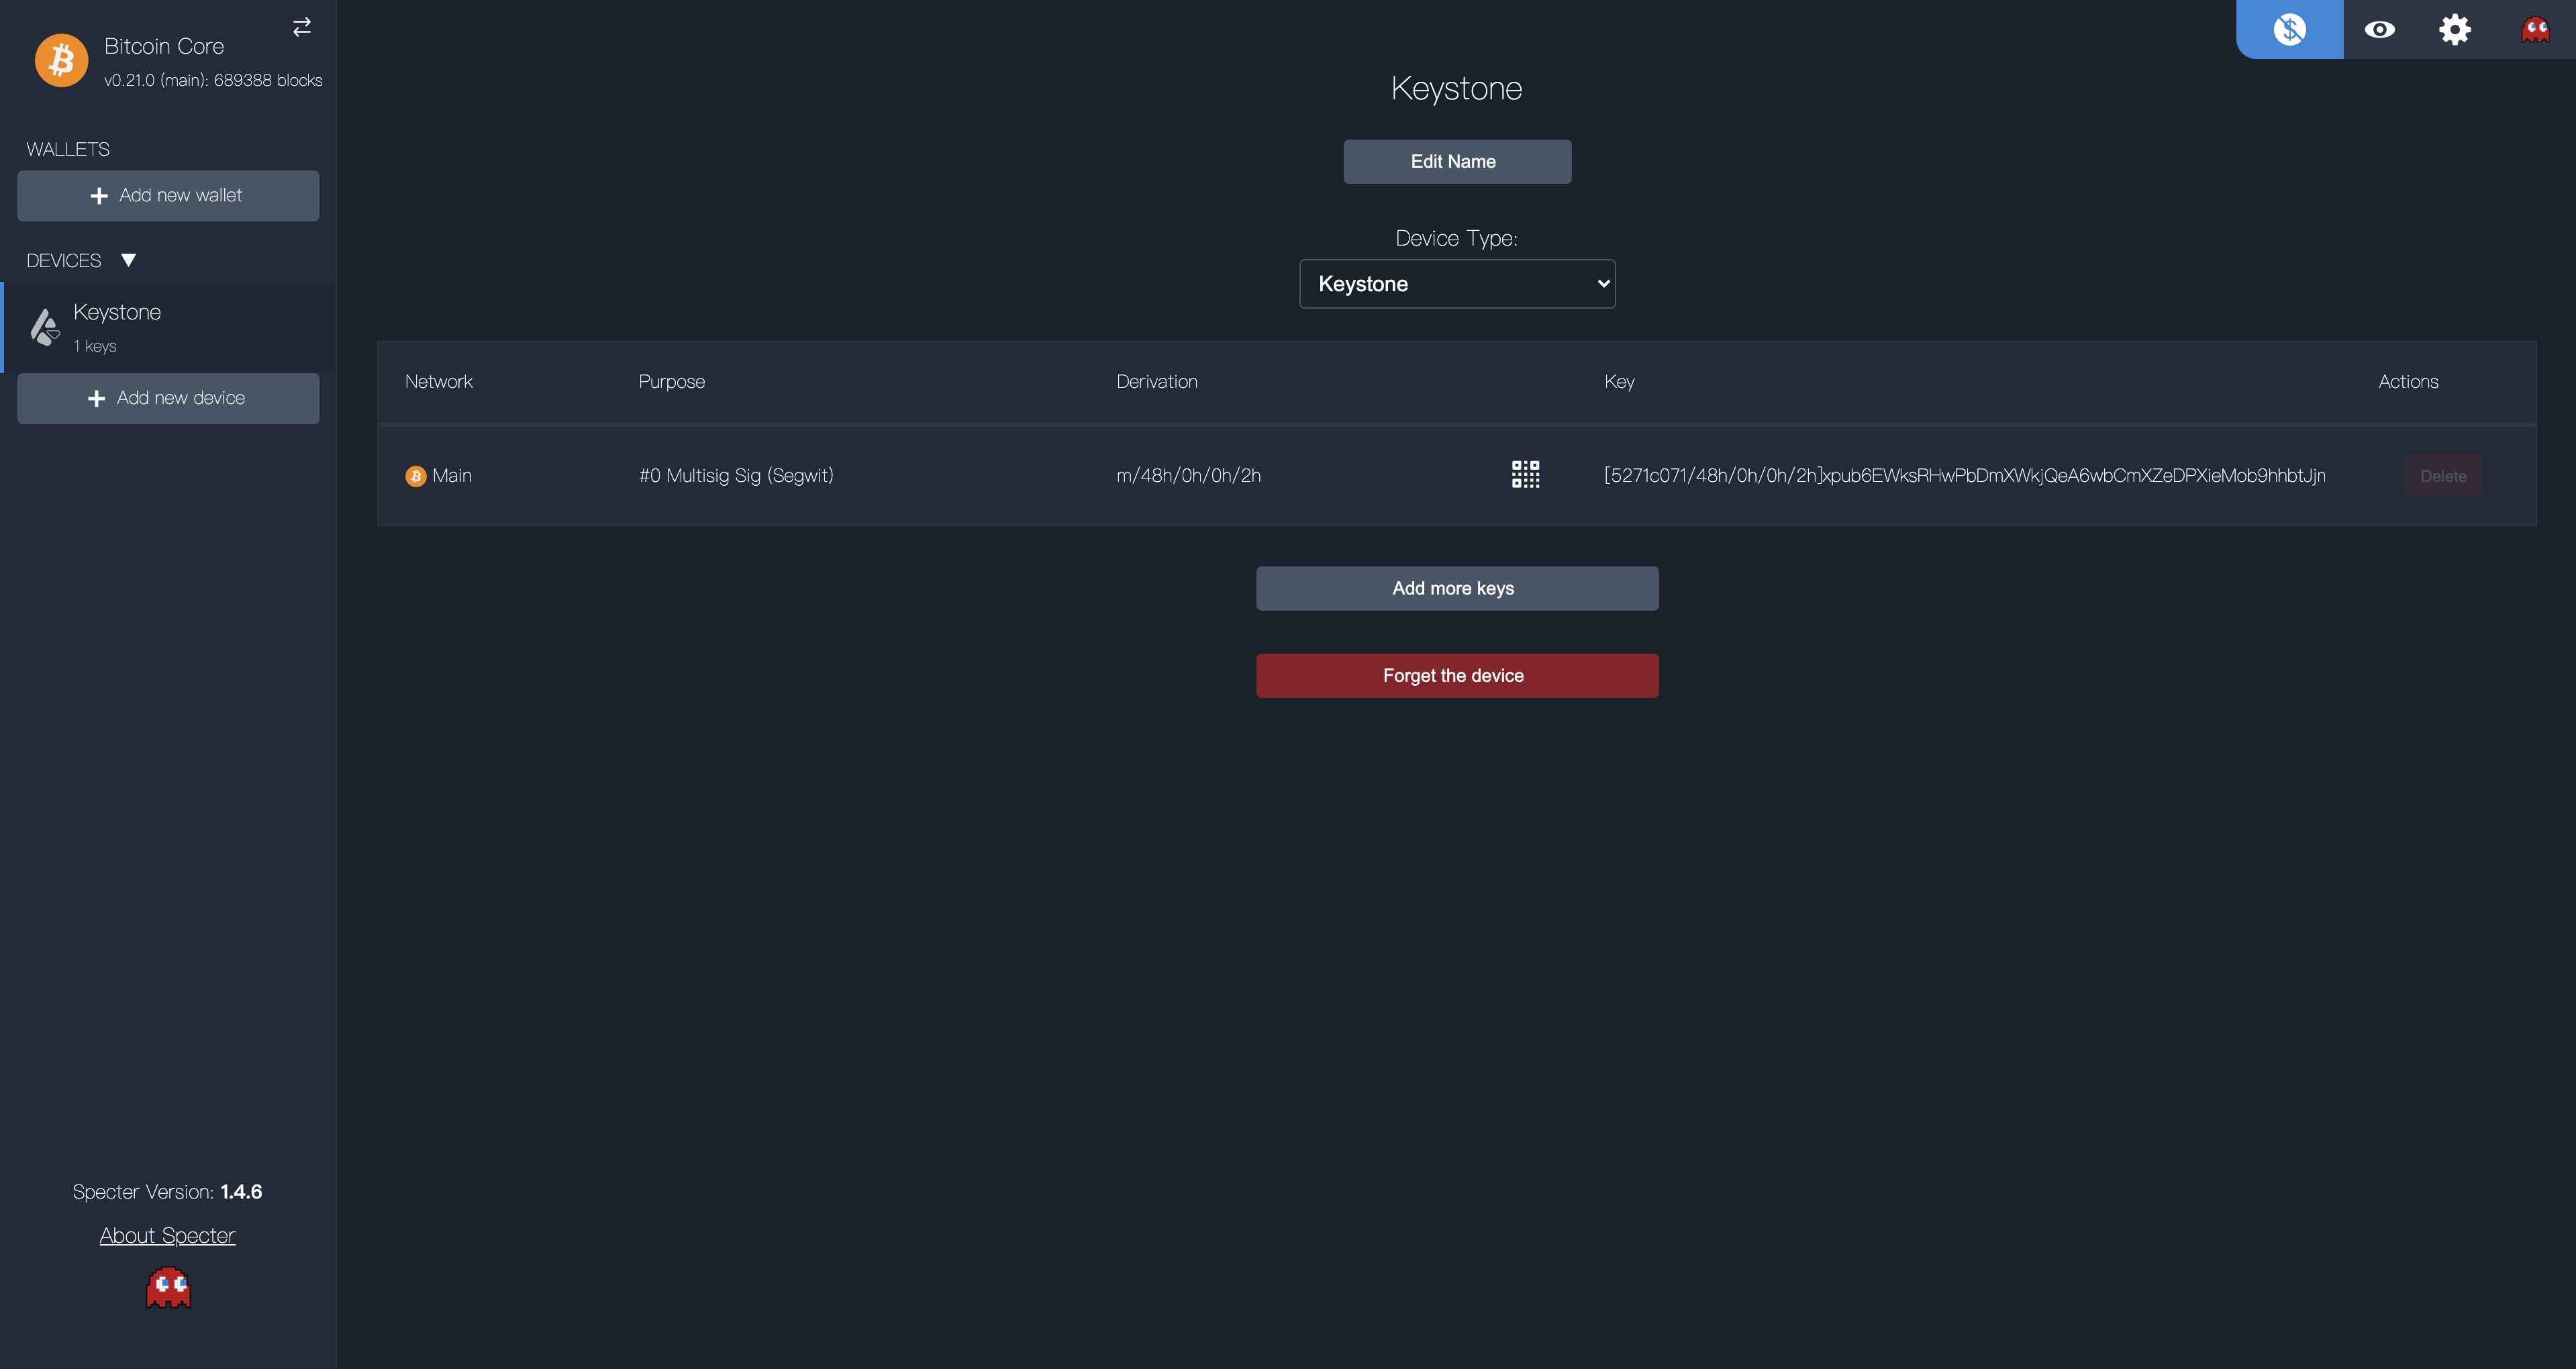 Bitcoin Core
v0.21.0 (main): 689388 blocks
WALLETS
Add new wallet
DEVICES
Keystone
1 keys
Add new device
Specter Version: 1.4.6
About Specter
Keystone
Edit Name
Device Type:
Keystone
Network Purpose Derivation Key Actions
Main #0 Multisig Sig (Segwit) m/48h/0h/0h/2h [5271c071/48h/0h/0h/2h]xpub6EWksRHwPbDmXWkjQeA6wbCmXZeDPXieMob9hhbtJjn Delete
Add more keys
Forget the device